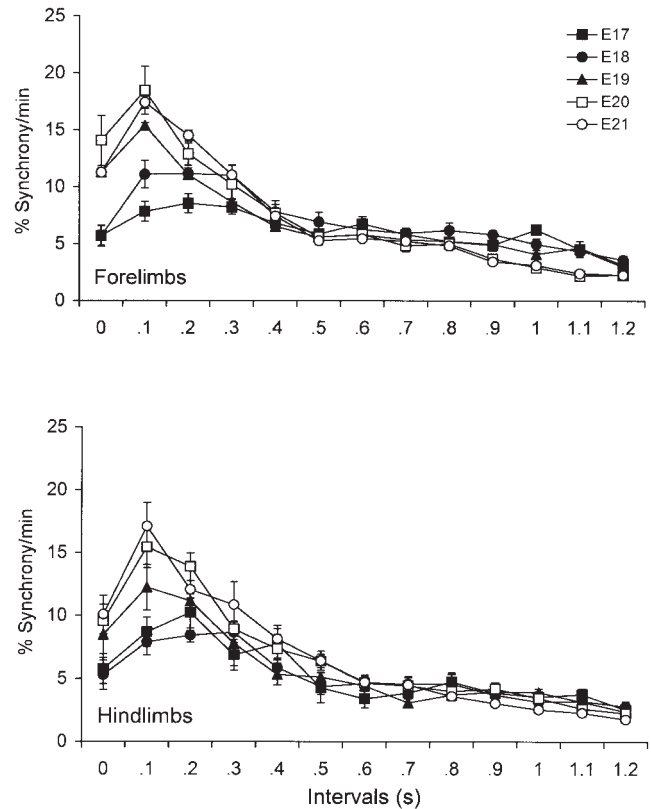 25
20
15
10
5
0
% Synchrony/min
E17
E18
E19
E20
E21
Forelimbs
0 .1 .2 .3 .4 .5 .6 .7 .8 .9 1 1.1 1.2
25
20
15
10
5
0
% Synchrony/min
Hindlimbs
0 .1 .2 .3 .4 .5 .6 .7 .8 .9 1 1.1 1.2
Intervals (s)